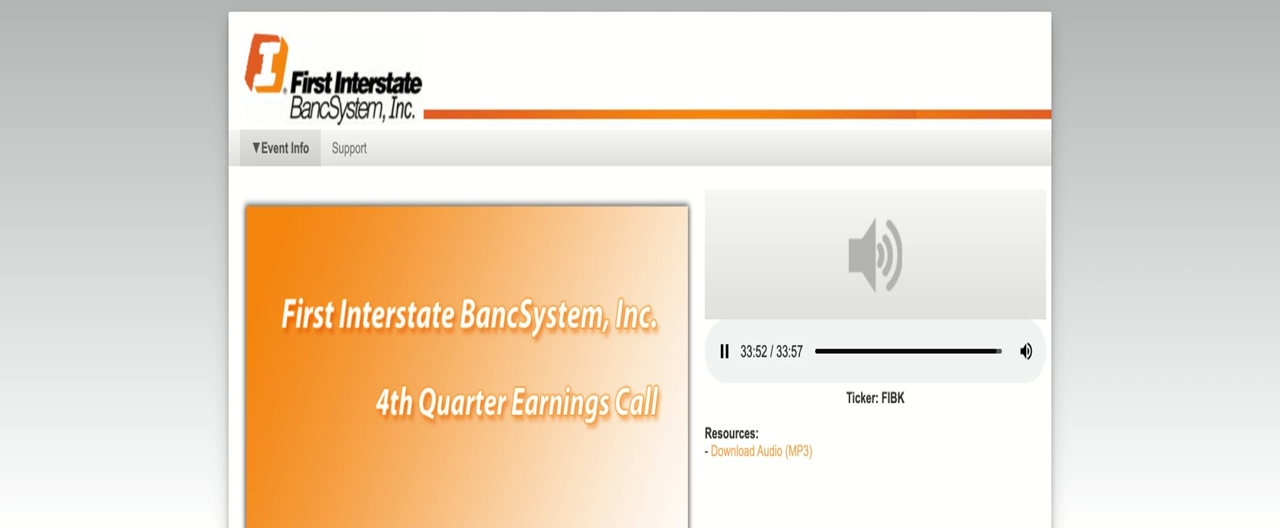 I
First Interstate
BancSystem, Inc.
▼Event Info
Support
First Interstate BancSystem, Inc.
4th Quarter Earnings Call
33:52 / 33:57
Ticker: FIBK
Resources:
- Download Audio (MP3)